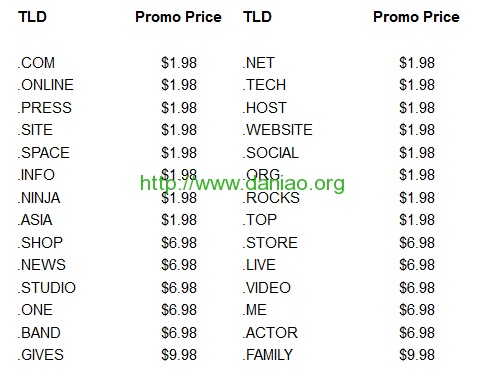 TLD Promo Price TLD Promo Price
.COM $1.98 .NET $1.98
.ONLINE $1.98 .TECH $1.98
.PRESS $1.98 .HOST $1.98
.SITE $1.98 .WEBSITE $1.98
.SPACE $1.98 .SOCIAL $1.98
.INFO $1.98 .ORG $1.98
http://www.daniao.org
.NINJA $1.98 .ROCKS $1.98
.ASIA $1.98 .TOP $1.98
.SHOP $6.98 .STORE $6.98
.NEWS $6.98 .LIVE $6.98
.STUDIO $6.98 .VIDEO $6.98
.ONE $6.98 .ME $6.98
.BAND $6.98 .ACTOR $6.98
.GIVES $9.98 .FAMILY $9.98